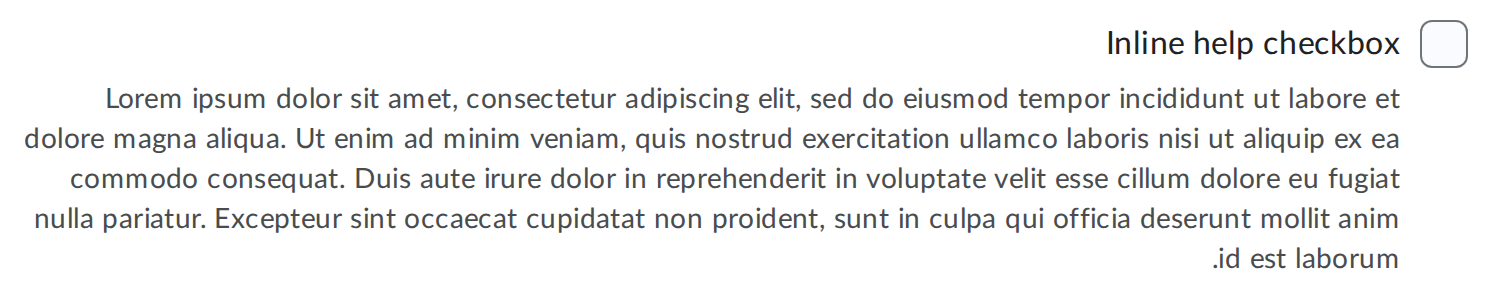 Inline help checkbox
Lorem ipsum dolor sit amet, consectetur adipiscing elit, sed do eiusmod tempor incididunt ut labore et
dolore magna aliqua. Ut enim ad minim veniam, quis nostrud exercitation ullamco laboris nisi ut aliquip ex ea
commodo consequat. Duis aute irure dolor in reprehenderit in voluptate velit esse cillum dolore eu fugiat
nulla pariatur. Excepteur sint occaecat cupidatat non proident, sunt in culpa qui officia deserunt mollit anim
.id est laborum